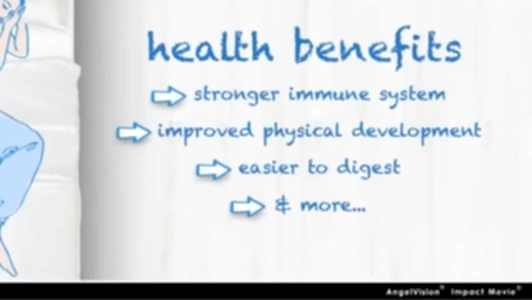 health benefits
stronger immune system
improved physical development
easier to digest
& more...
AngelVision® Impact Movie®